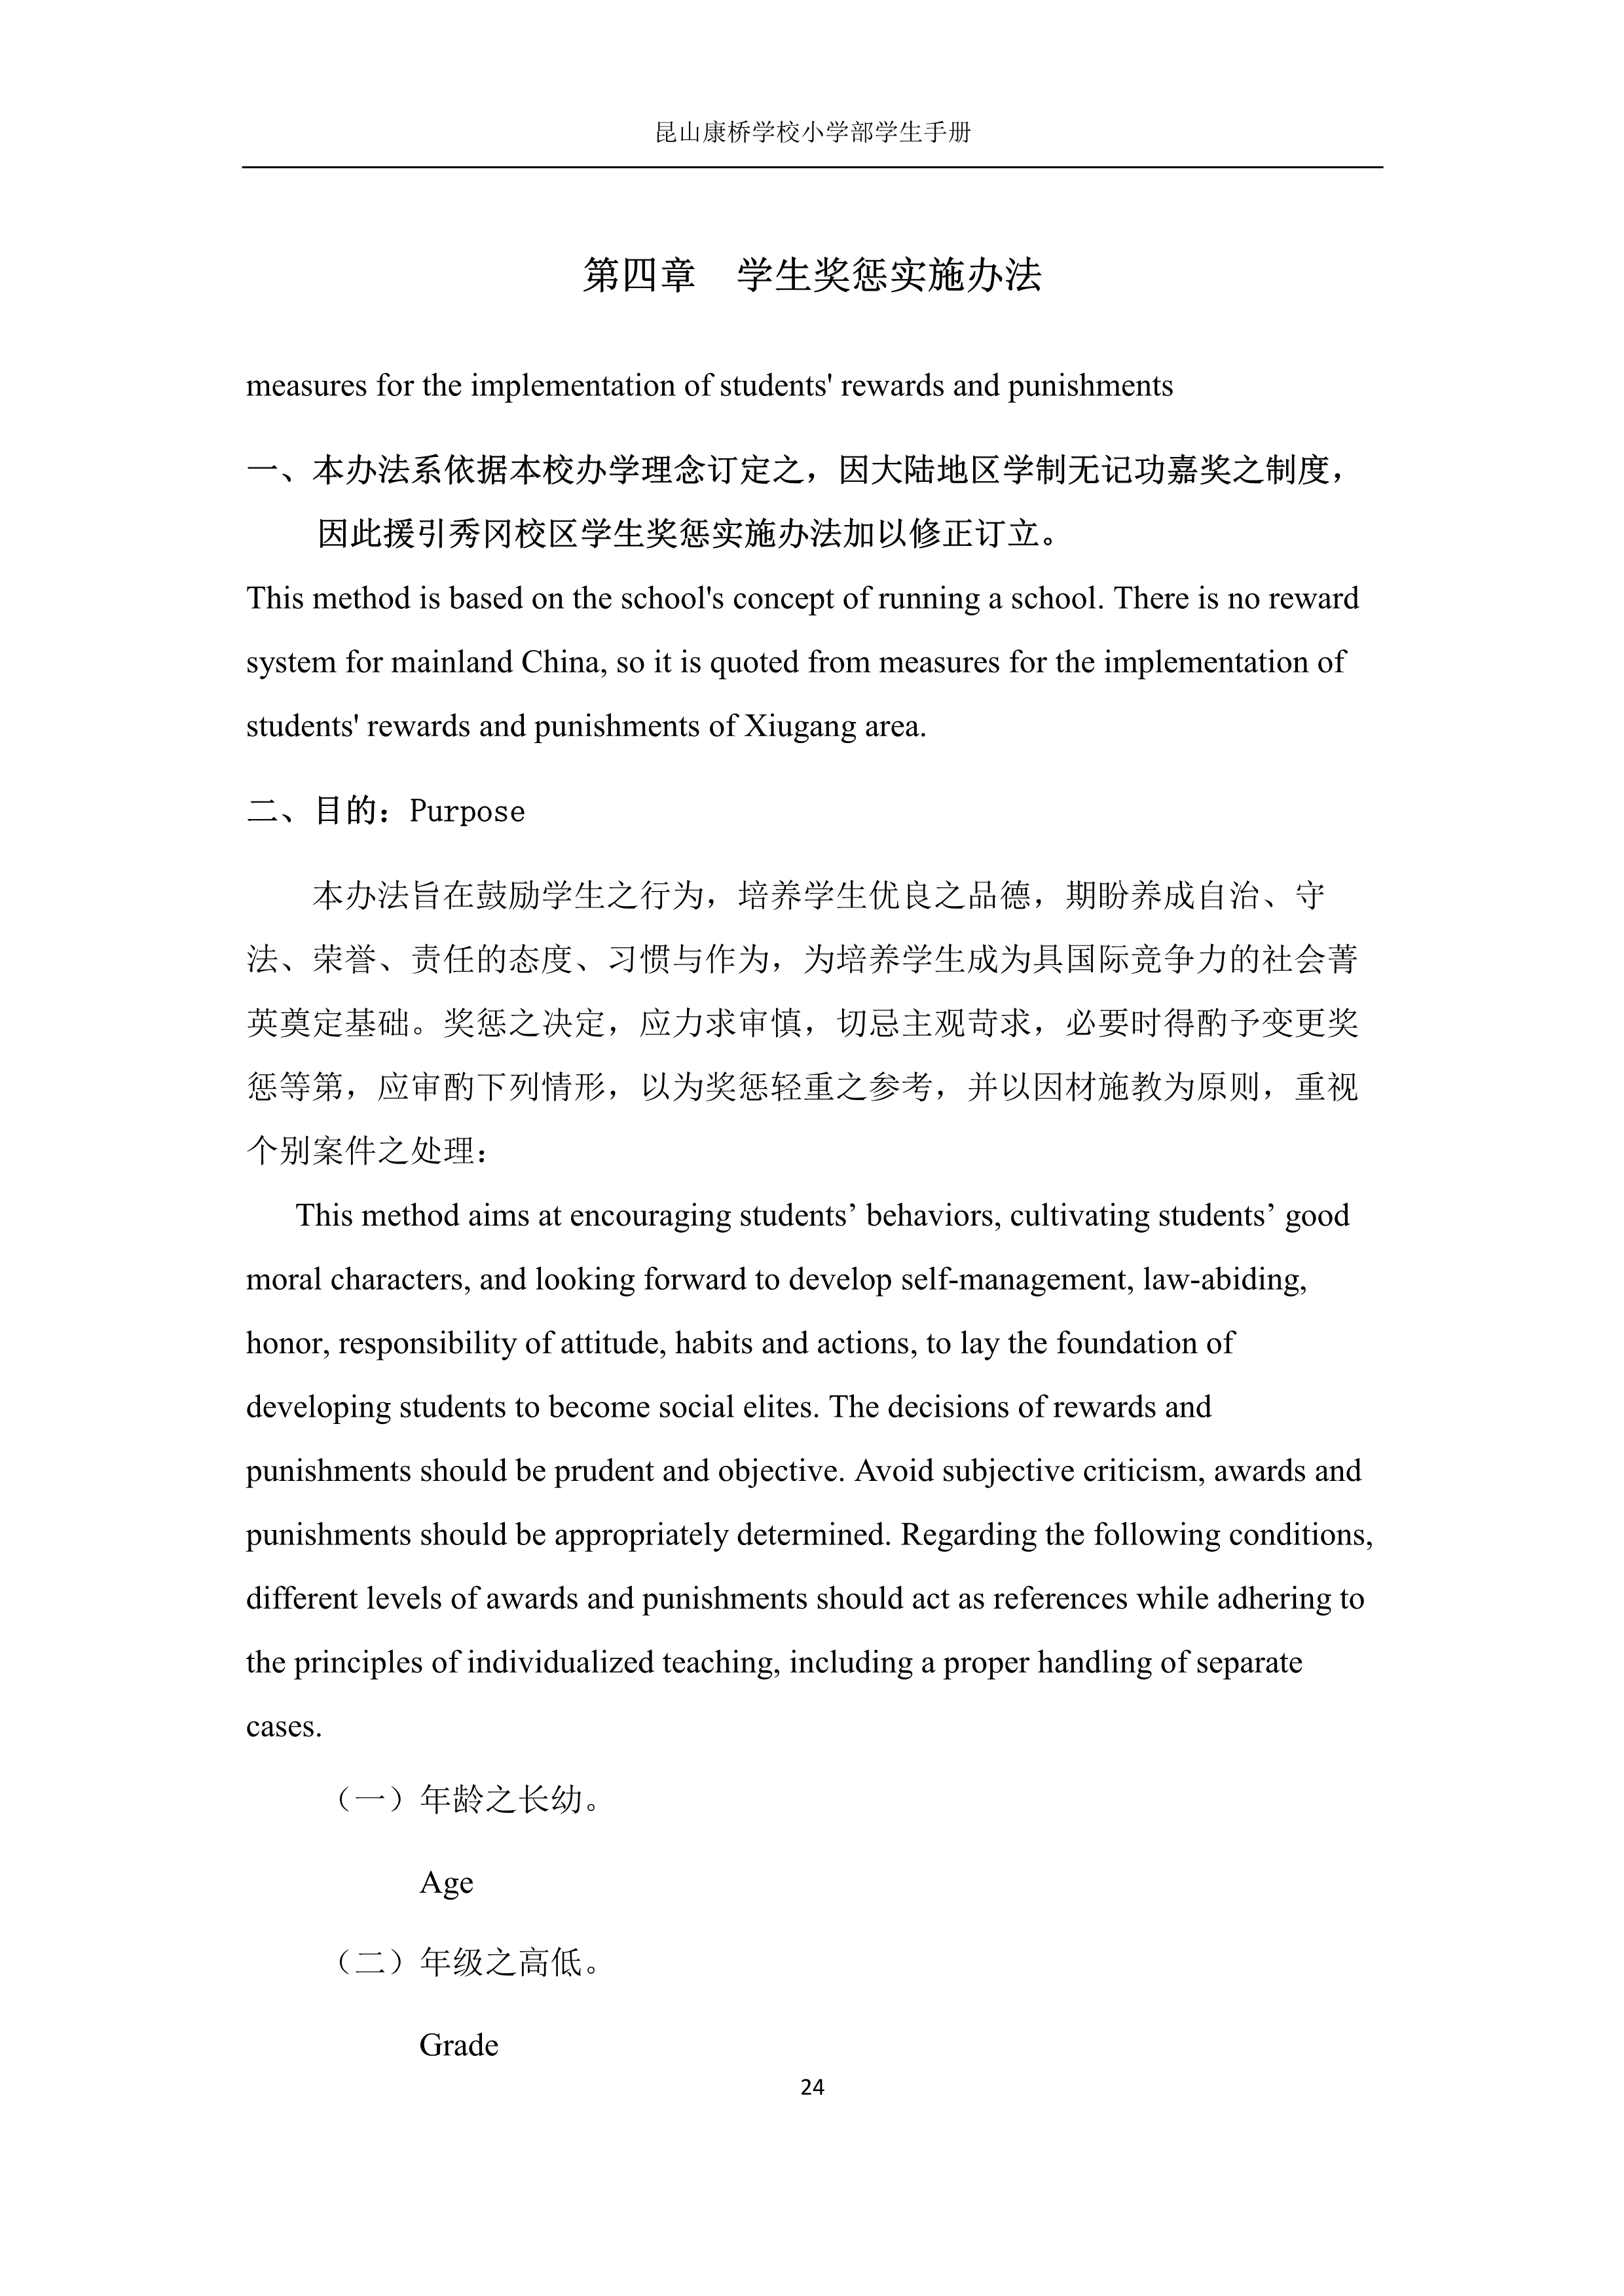 昆山康桥学校小学部学生手册
第四章　学生奖惩实施办法
measures for the implementation of students' rewards and punishments
一、本办法系依据本校办学理念订定之，因大陆地区学制无记功嘉奖之制度，
因此援引秀冈校区学生奖惩实施办法加以修正订立。
This method is based on the school's concept of running a school. There is no reward
system for mainland China, so it is quoted from measures for the implementation of
students' rewards and punishments of Xiugang area.
二、目的：Purpose
本办法旨在鼓励学生之行为，培养学生优良之品德，期盼养成自治、守
法、荣誉、责任的态度、习惯与作为，为培养学生成为具国际竞争力的社会菁
英奠定基础。奖惩之决定，应力求审慎，切忌主观苛求，必要时得酌予变更奖
惩等第，应审酌下列情形，以为奖惩轻重之参考，并以因材施教为原则，重视
个别案件之处理：
This method aims at encouraging students’ behaviors, cultivating students’ good
moral characters, and looking forward to develop self-management, law-abiding,
honor, responsibility of attitude, habits and actions, to lay the foundation of
developing students to become social elites. The decisions of rewards and
punishments should be prudent and objective. Avoid subjective criticism, awards and
punishments should be appropriately determined. Regarding the following conditions,
different levels of awards and punishments should act as references while adhering to
the principles of individualized teaching, including a proper handling of separate
cases.
（一）年龄之长幼。
Age
（二）年级之高低。
Grade
24